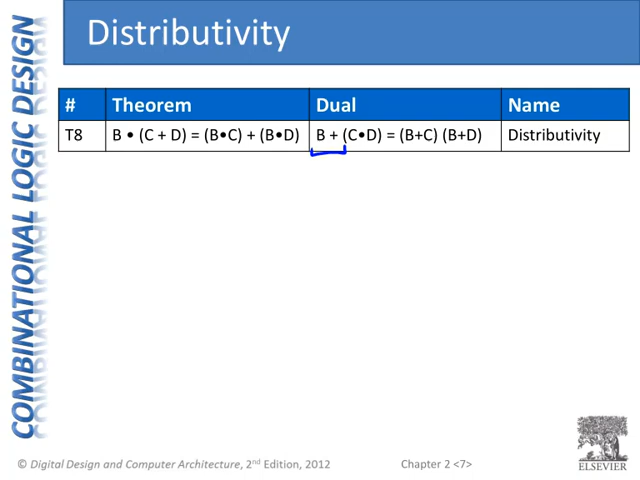 Distributivity
COMBINATIONAL LOGIC DESIGN
# Theorem Dual Name
T8 B • (C + D) = (B•C) + (B•D) B + (C•D) = (B+C) (B+D) Distributivity
ELSEVIER
© Digital Design and Computer Architecture, 2nd Edition, 2012 Chapter 2 <7>